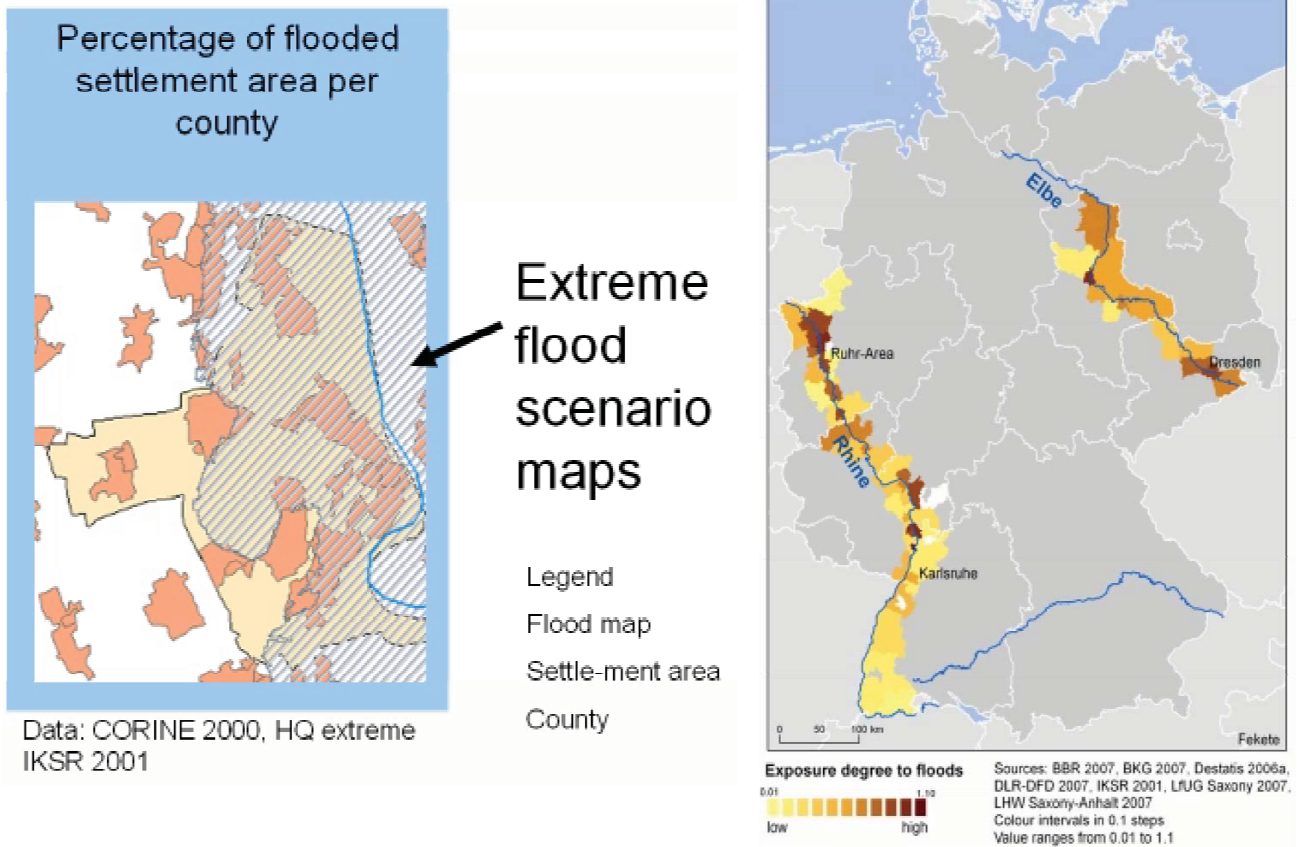 Percentage of flooded
settlement area per
county
Data: CORINE 2000, HQ extreme
IKSR 2001
Extreme
flood
scenario
maps
Legend
Flood map
Settle-ment area
County
Elbe
Ruhr-Area
Dresden
Rhine
Karlsruhe
0 50 100 km
Fekete
Exposure degree to floods
0.01 1.10
low high
Sources: BBR 2007, BKG 2007, Destatis 2006a,
DLR-DFD 2007, IKSR 2001, LfUG Saxony 2007,
LHW Saxony-Anhalt 2007
Colour intervals in 0.1 steps
Value ranges from 0.01 to 1.1